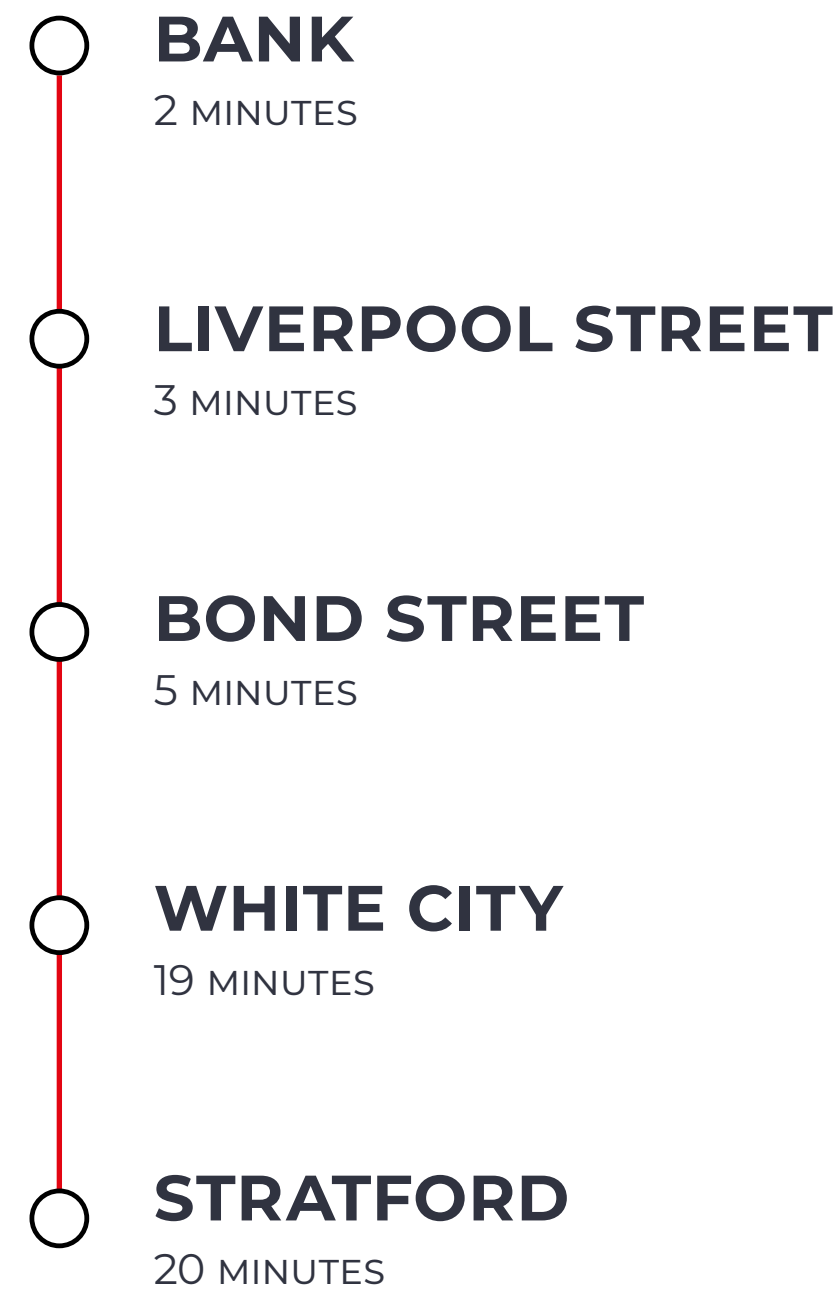 BANK
2 MINUTES
LIVERPOOL STREET
3 MINUTES
BOND STREET
5 MINUTES
WHITE CITY
19 MINUTES
STRATFORD
20 MINUTES